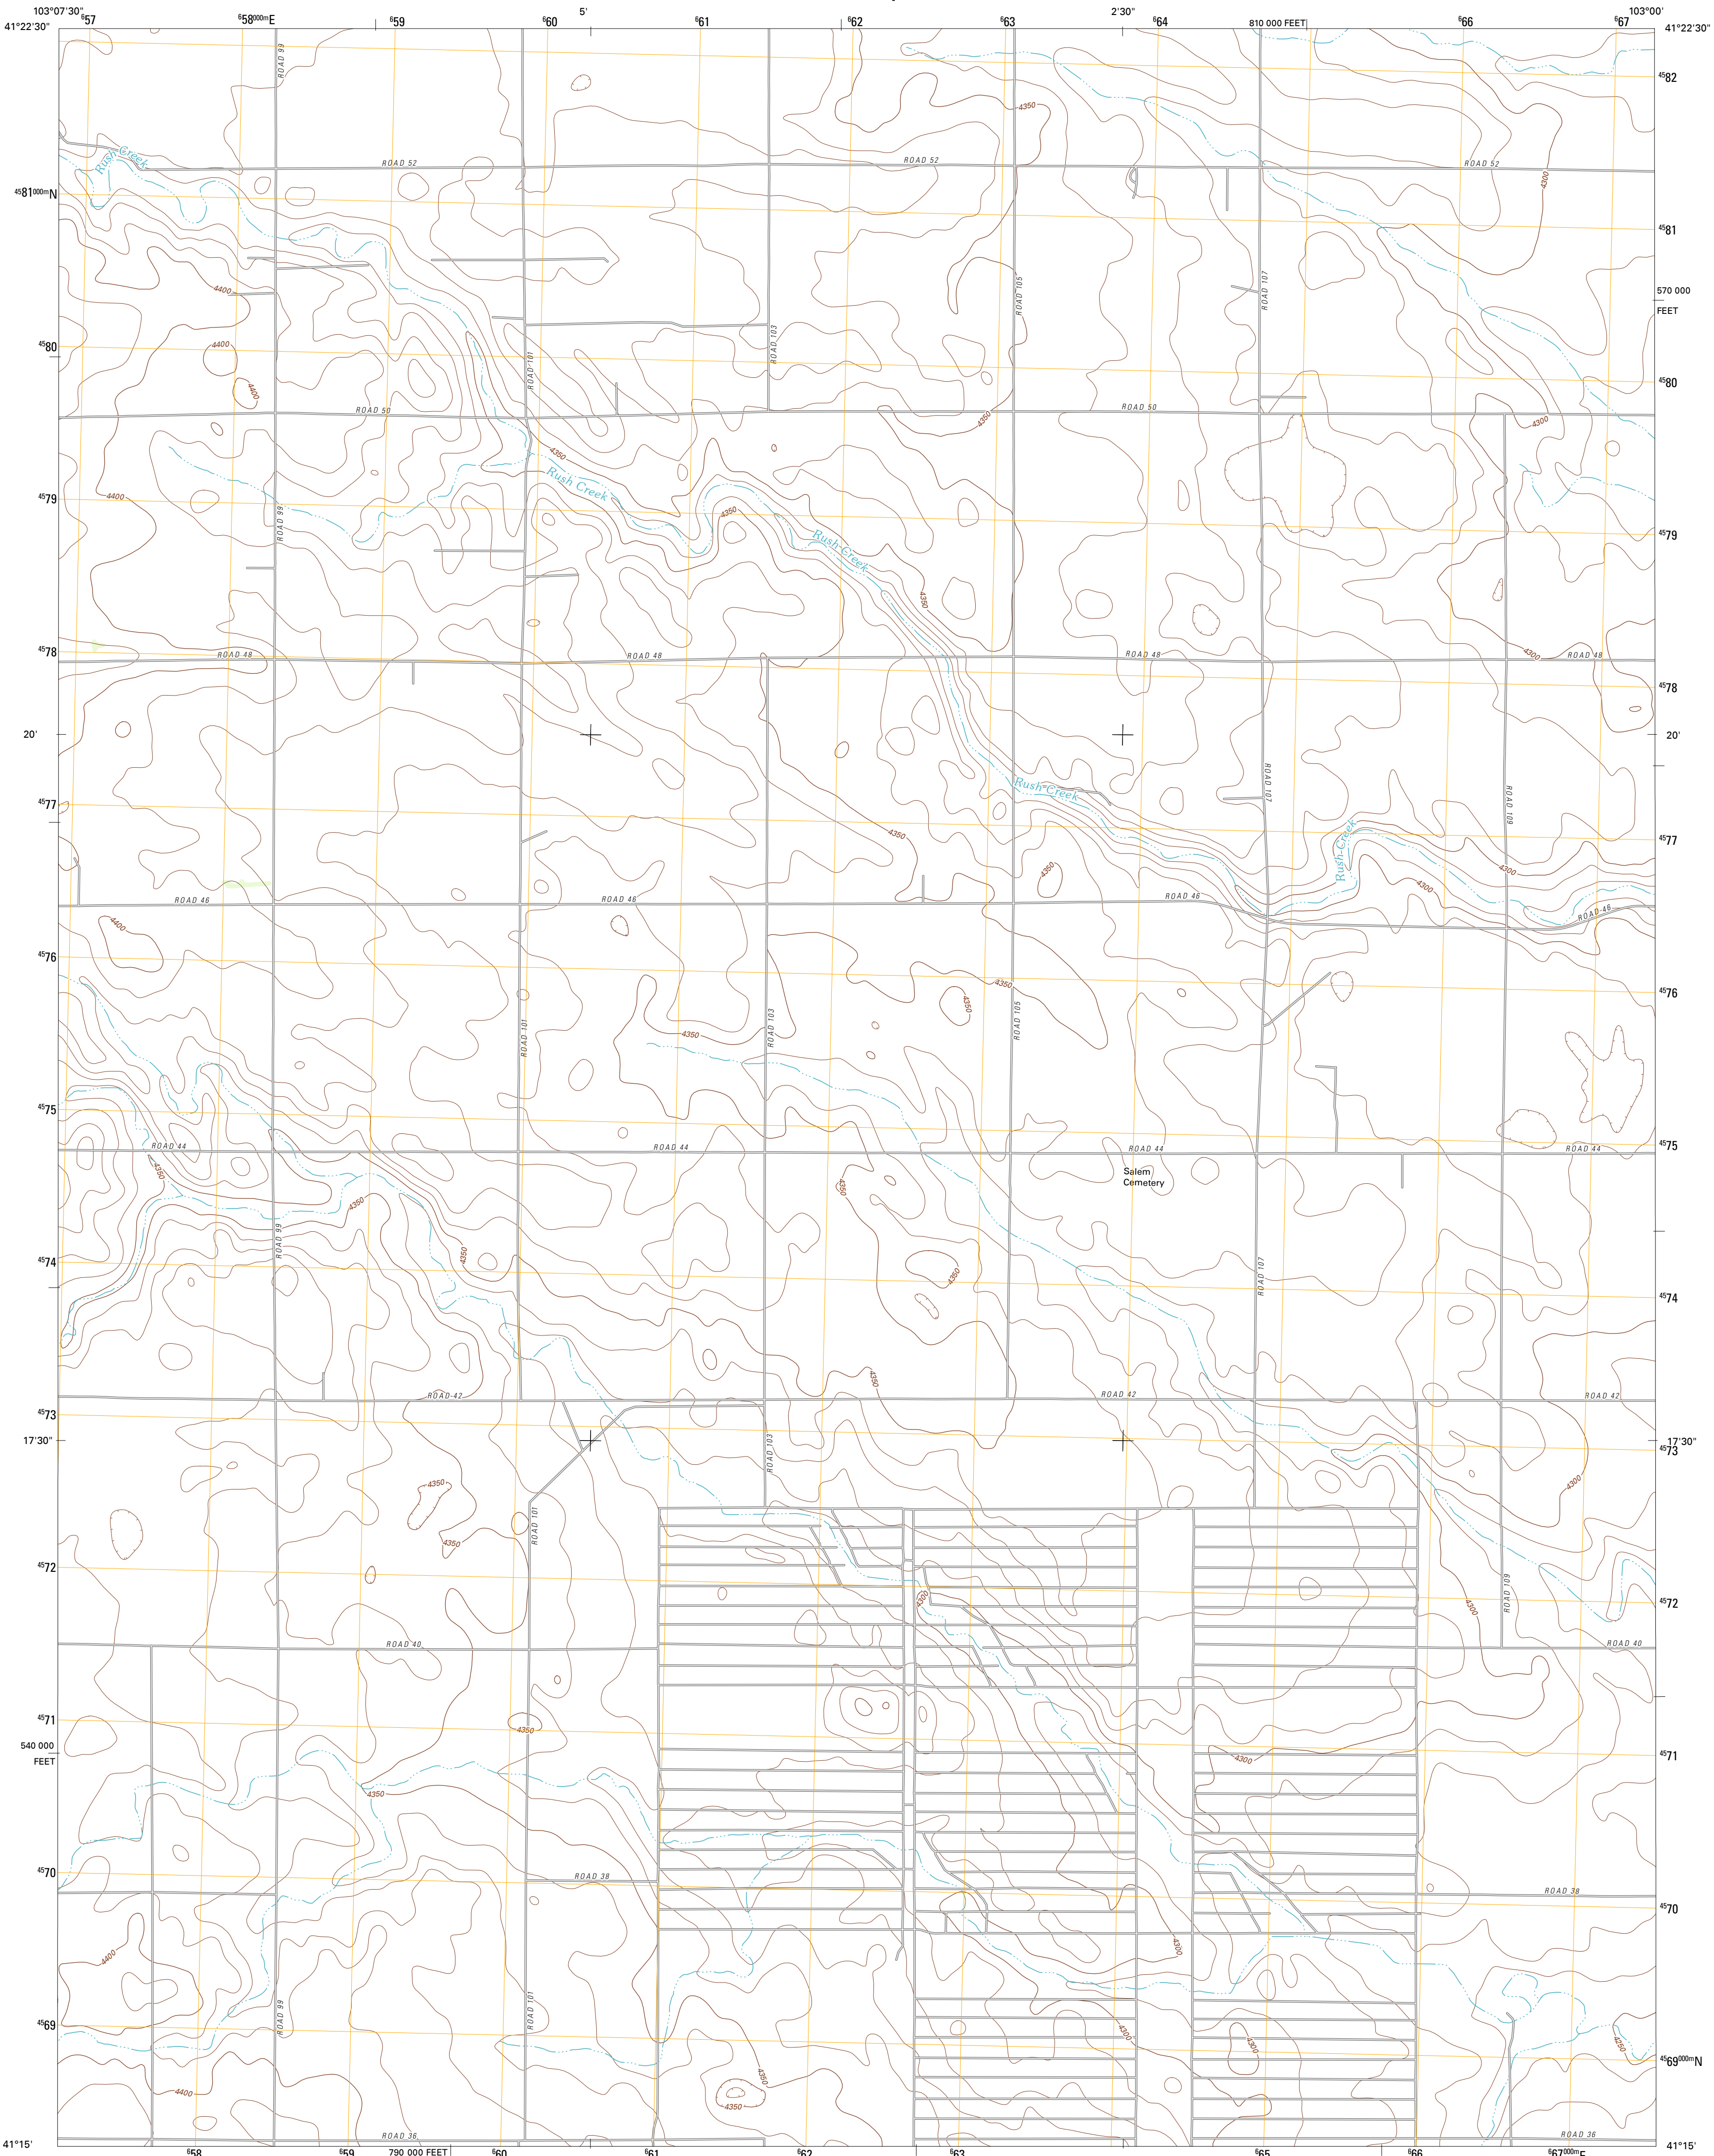 103°07'30" 5' 2'30" 103°00'
⁶57 ⁶58⁰⁰⁰ᵐE ⁶59 ⁶60 ⁶61 ⁶62 ⁶63 ⁶64 810 000 FEET ⁶66 ⁶67
41°22'30" 41°22'30"
ROAD 99
⁴⁵82
4350
Rush Creek
ROAD 52 ROAD 52 ROAD 52
4300
⁴⁵81⁰⁰⁰ᵐN
⁴⁵81
4400
ROAD 105
ROAD 107
570 000
FEET
4400
⁴⁵80
ROAD 103
ROAD 101
⁴⁵80
4400
ROAD 50 ROAD 50
4350
4300
4350
Rush Creek
4400
⁴⁵79
4350
ROAD 99
Rush Creek
⁴⁵79
4350
⁴⁵78
ROAD 48 ROAD 48 ROAD 48
4300
ROAD 48
⁴⁵78
20' 20'
Rush Creek
ROAD 107
ROAD 109
⁴⁵77
4350
Rush Creek
⁴⁵77
4350
4300
4300
ROAD 46 ROAD 46 ROAD 46
ROAD 46
4400
⁴⁵76
4350
4350
⁴⁵76
ROAD 101
ROAD 103
ROAD 105
4350
⁴⁵75
ROAD 44 ROAD 44 ROAD 44 ROAD 44
⁴⁵75
4350
Salem
Cemetery
4350
4350
ROAD 99
4350
⁴⁵74
4350
ROAD 107
⁴⁵74
4350
ROAD 42 ROAD 42 ROAD 42
⁴⁵73
17'30" 17'30"
⁴⁵73
ROAD 103
4350
4300
ROAD 101
4350
⁴⁵72
4300
4300
ROAD 109
⁴⁵72
ROAD 40 ROAD 40
⁴⁵71
4350
540 000
FEET
4300
⁴⁵71
4350
⁴⁵70
ROAD 38
ROAD 38
⁴⁵70
4400
4300
ROAD 99
ROAD 101
⁴⁵69
4300
4300
4250
⁴⁵69⁰⁰⁰ᵐN
4400
4350
4350
ROAD 36 ROAD 36
41°15' 41°15'
⁶58 ⁶59 790 000 FEET ⁶60 ⁶61 ⁶62 ⁶63 ⁶65 ⁶66 ⁶67⁰⁰⁰ᵐE